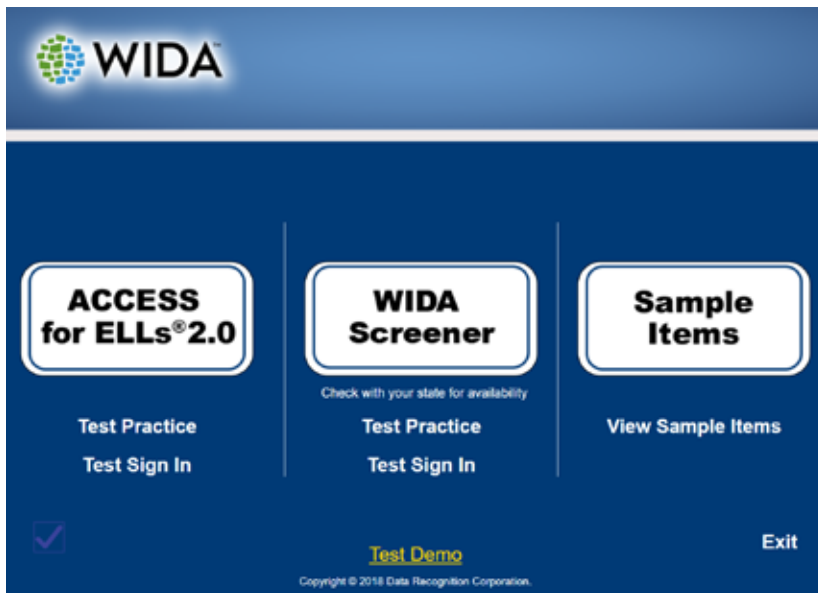 WIDA™
ACCESS
for ELLs®2.0
WIDA
Screener
Sample
Items
Check with your state for availability
Test Practice
Test Practice
View Sample Items
Test Sign In
Test Sign In
Test Demo
Exit
Copyright © 2018 Data Recognition Corporation.